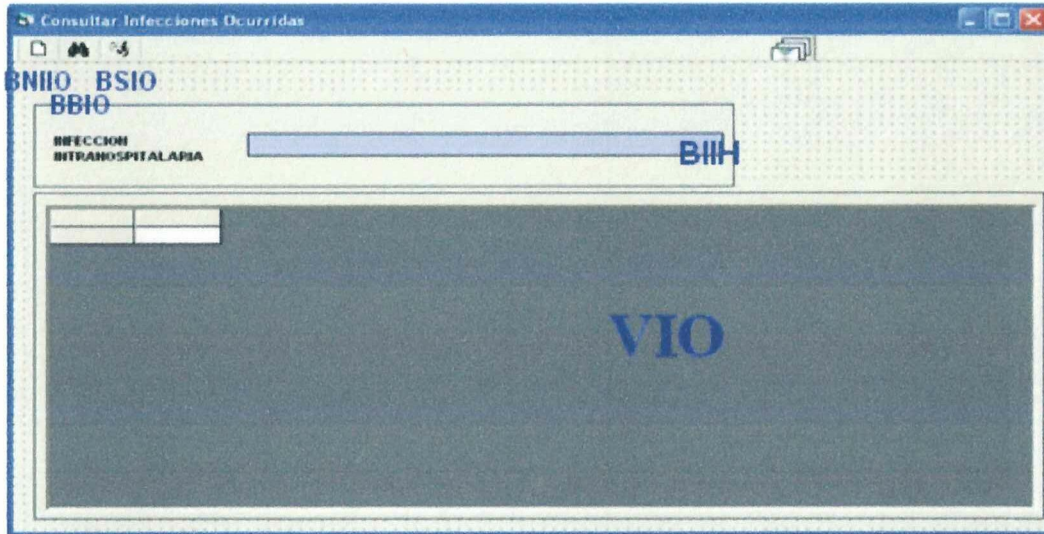 Consultar Infecciones Ocurridas
BNIIO BSIO
BBIO
INFECCION
INTRAHOSPITALARIA
BIIH
VIO